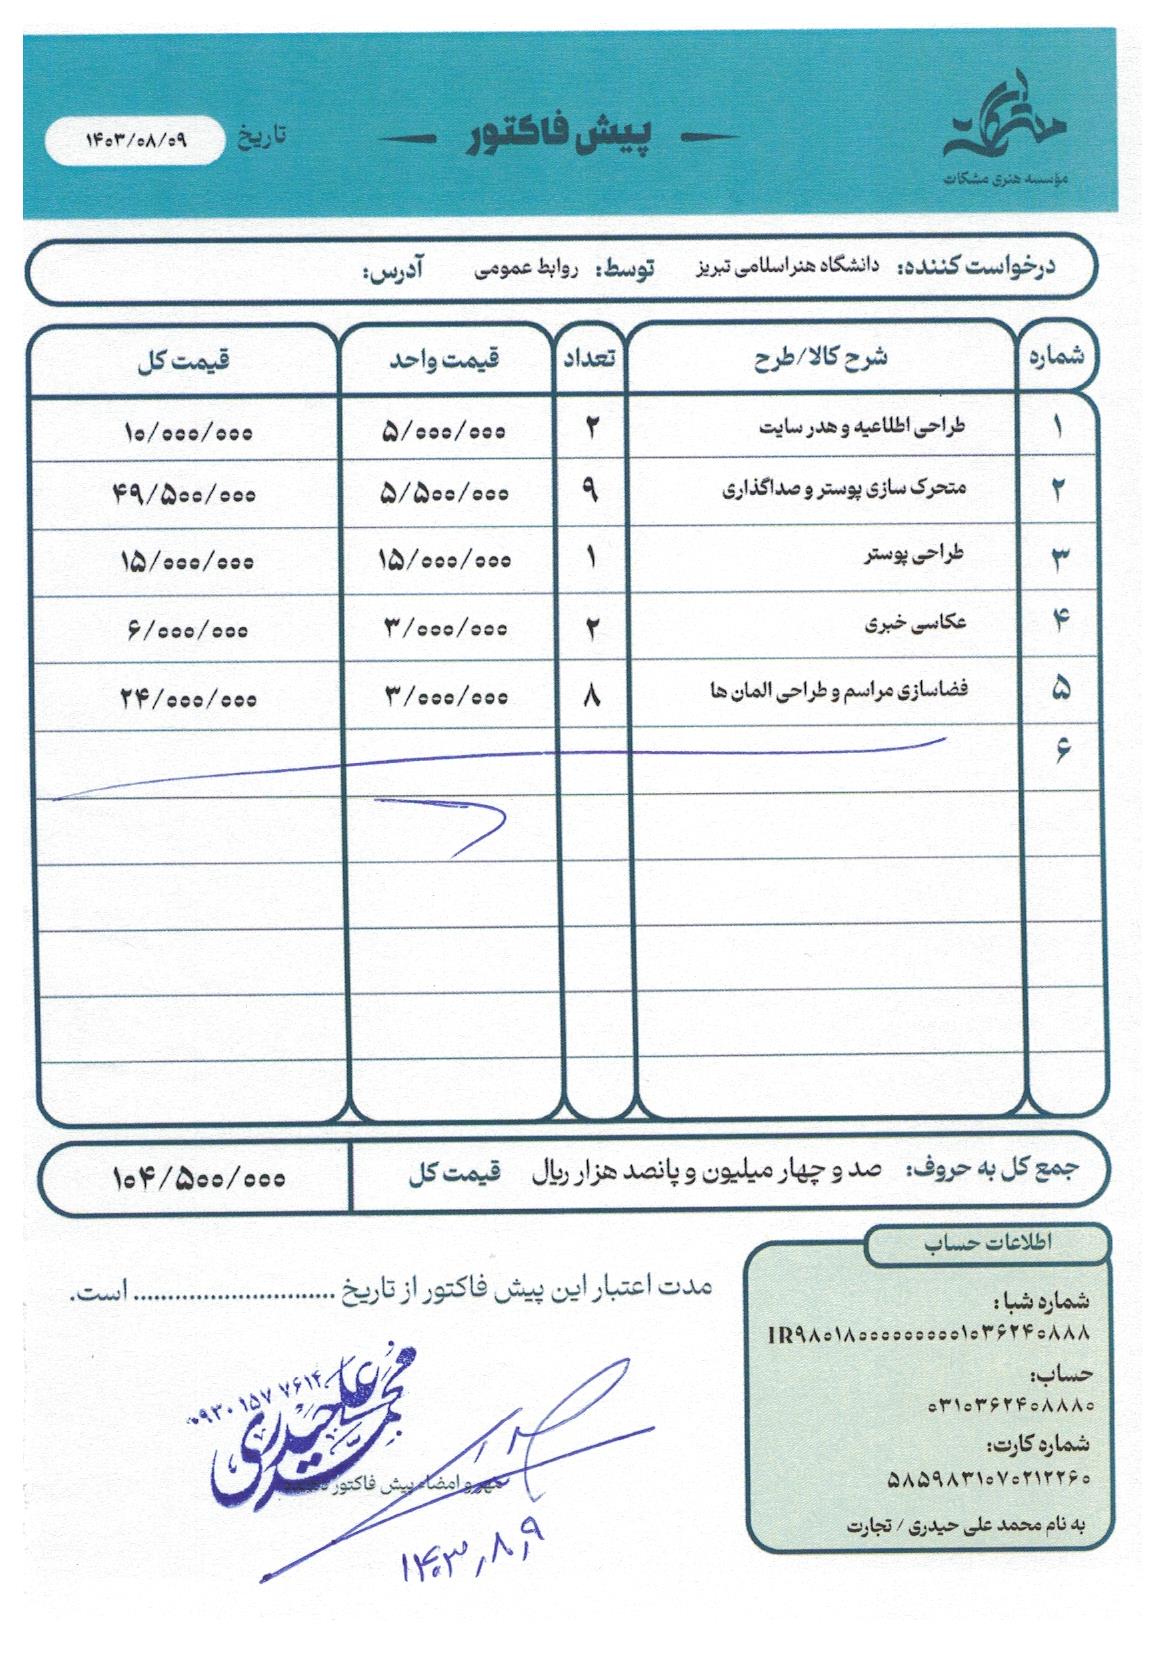 مشکات
مؤسسه هنری مشکات
پیش فاکتور
تاریخ ۱۴۰۳/۰۸/۰۹
درخواست کننده: دانشگاه هنر اسلامی تبریز توسط: روابط عمومی آدرس:
شماره شرح کالا/طرح تعداد قیمت واحد قیمت کل
۱ طراحی اطلاعیه و هدر سایت ۲ ۵/۰۰۰/۰۰۰ ۱۰/۰۰۰/۰۰۰
۲ متحرک سازی پوستر و صداگذاری ۹ ۵/۵۰۰/۰۰۰ ۴۹/۵۰۰/۰۰۰
۳ طراحی پوستر ۱ ۱۵/۰۰۰/۰۰۰ ۱۵/۰۰۰/۰۰۰
۴ عکاسی خبری ۲ ۳/۰۰۰/۰۰۰ ۶/۰۰۰/۰۰۰
۵ فضاسازی مراسم و طراحی المان ها ۸ ۳/۰۰۰/۰۰۰ ۲۴/۰۰۰/۰۰۰
۶
جمع کل به حروف: صد و چهار میلیون و پانصد هزار ریال قیمت کل ۱۰۴/۵۰۰/۰۰۰
اطلاعات حساب
شماره شبا:
IR۹۸۰۱۸۰۰۰۰۰۰۰۰۰۰۱۰۳۶۲۴۰۸۸۸
حساب:
۰۳۱۰۳۶۲۴۰۸۸۸۰
شماره کارت:
۵۸۵۹۸۳۱۰۷۰۲۱۲۲۶۰
به نام محمد علی حیدری / تجارت
مدت اعتبار این پیش فاکتور از تاریخ ............................ است.
محمد علی حیدری
۰۹۳۰ ۱۵۷ ۷۶۱۴
مهر و امضاء پیش فاکتور دهنده
۱۴۰۳٫۸٫۹